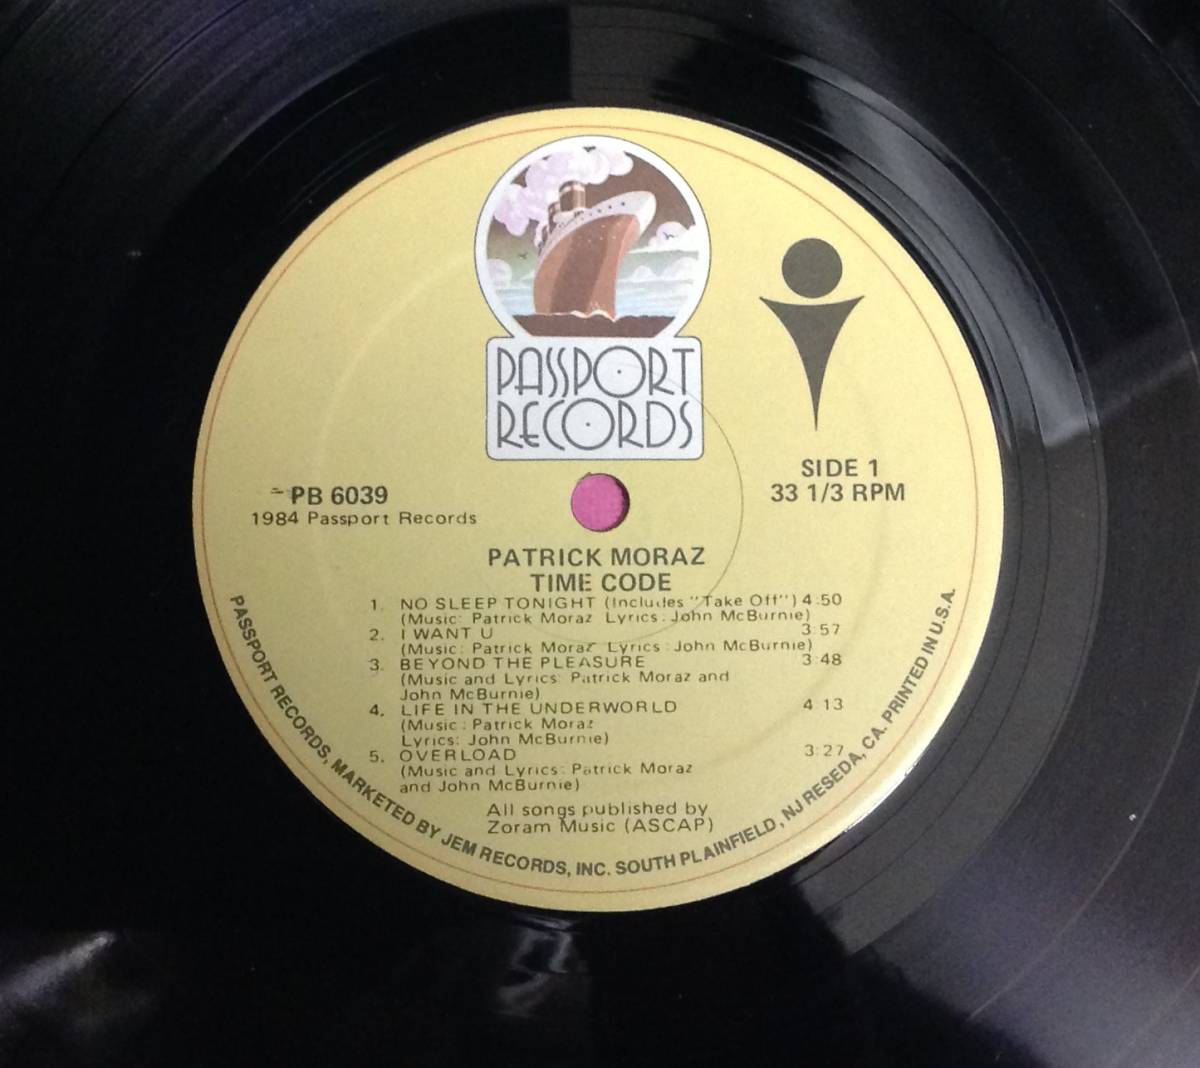 PASSPORT
RECORDS
SIDE 1
33 1/3 RPM
PB 6039
1984 Passport Records
PATRICK MORAZ
TIME CODE
1. NO SLEEP TONIGHT (Includes "Take Off") 4:50
(Music: Patrick Moraz Lyrics: John McBurnie)
2. I WANT U 3:57
(Music: Patrick Moraz Lyrics: John McBurnie)
3. BEYOND THE PLEASURE 3:48
(Music and Lyrics: Patrick Moraz and
John McBurnie)
4. LIFE IN THE UNDERWORLD 4:13
(Music: Patrick Moraz
Lyrics: John McBurnie)
5. OVERLOAD 3:27
(Music and Lyrics: Patrick Moraz
and John McBurnie)
All songs published by
Zoram Music (ASCAP)
PASSPORT RECORDS, MARKETED BY JEM RECORDS, INC. SOUTH PLAINFIELD, NJ RESEDA, CA. PRINTED IN U.S.A.